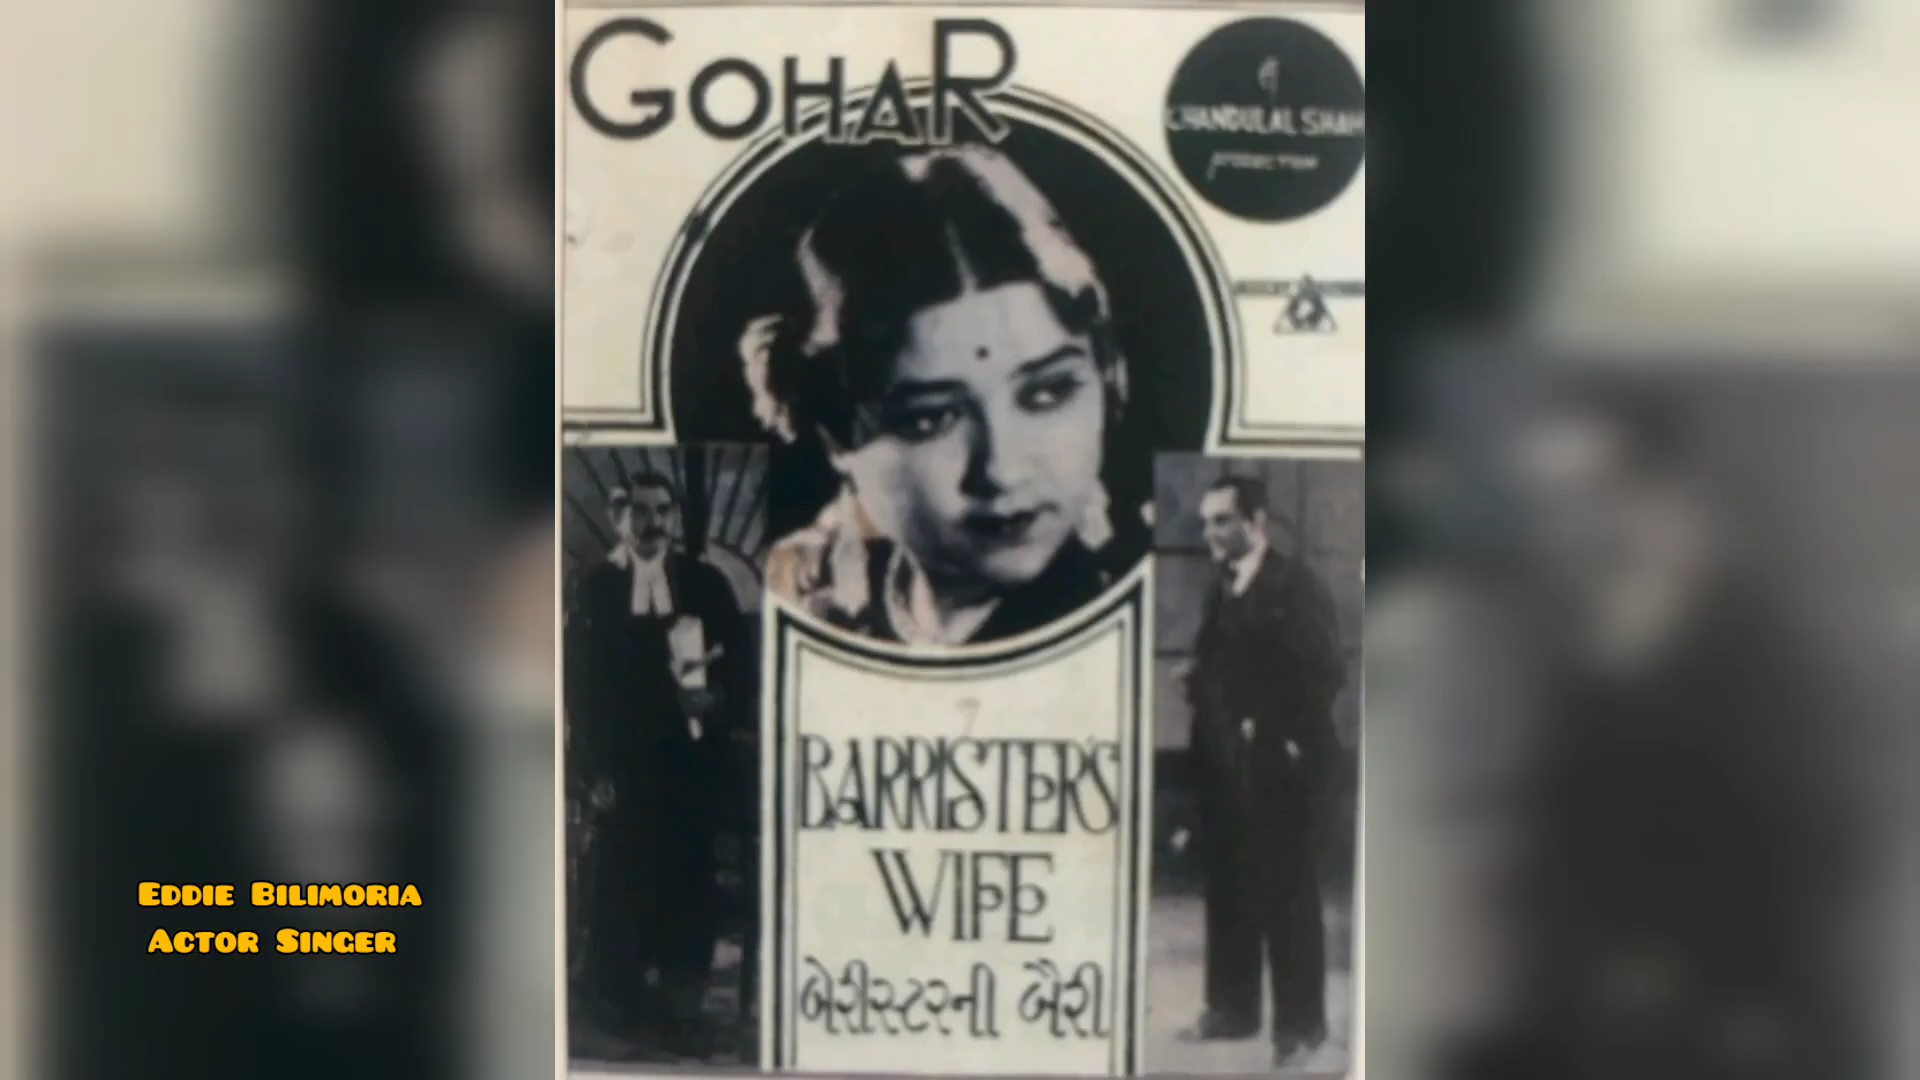 GOHAR
CHANDULAL SHAH
PRODUCTION
BARRISTER'S
WIFE
બેરીસ્ટરની બૈરી
EDDIE BILIMORIA
ACTOR SINGER